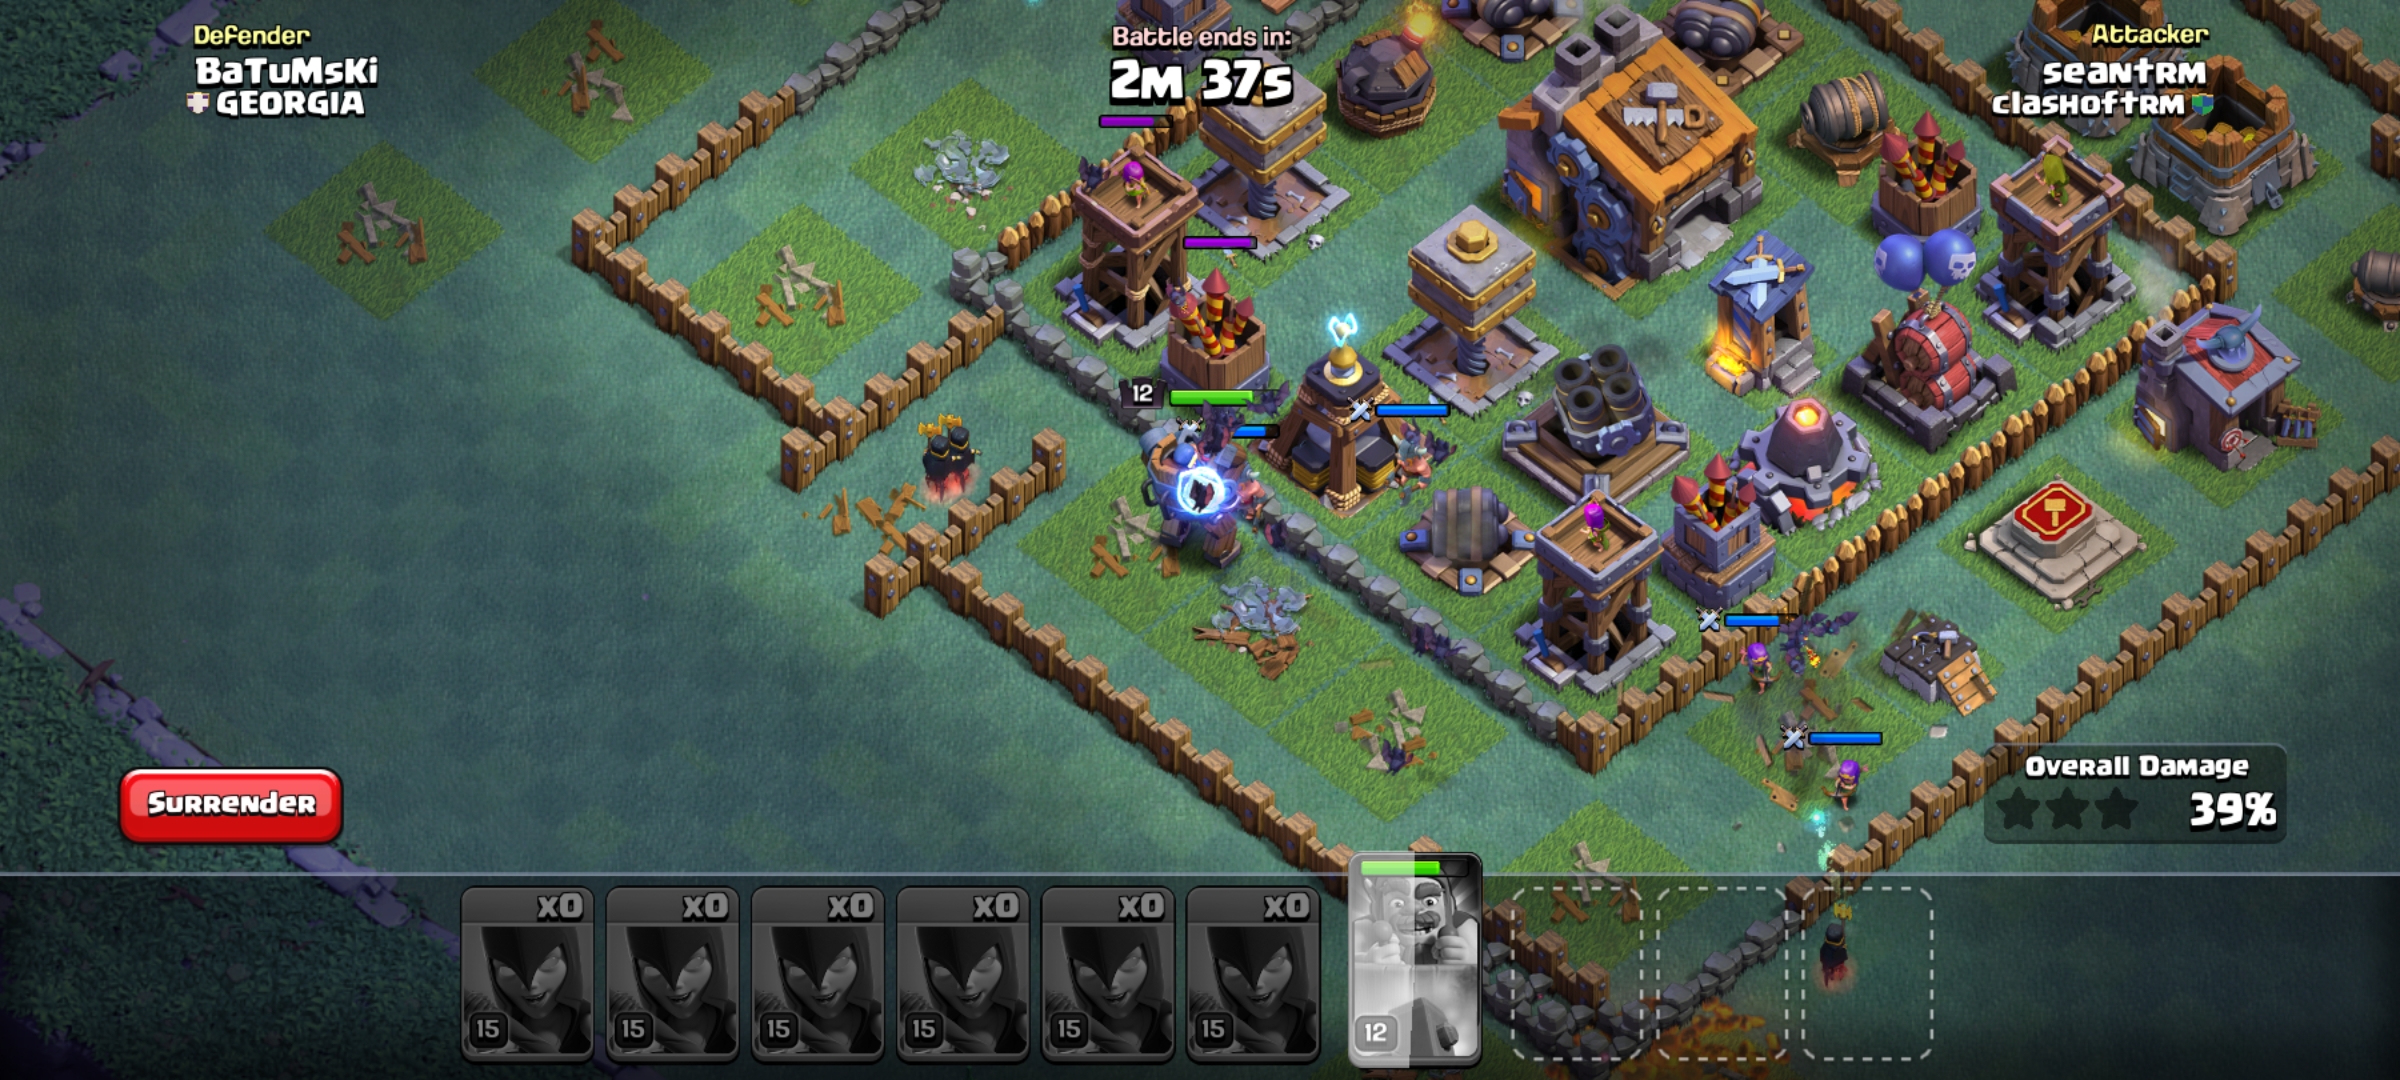 Defender
BaTuMsKi
GEORGIA
Battle ends in:
2M 37s
Attacker
seantRM
clashoftRM
12
Surrender
Overall Damage
39%
x0
x0
x0
x0
x0
x0
15
15
15
15
15
15
12